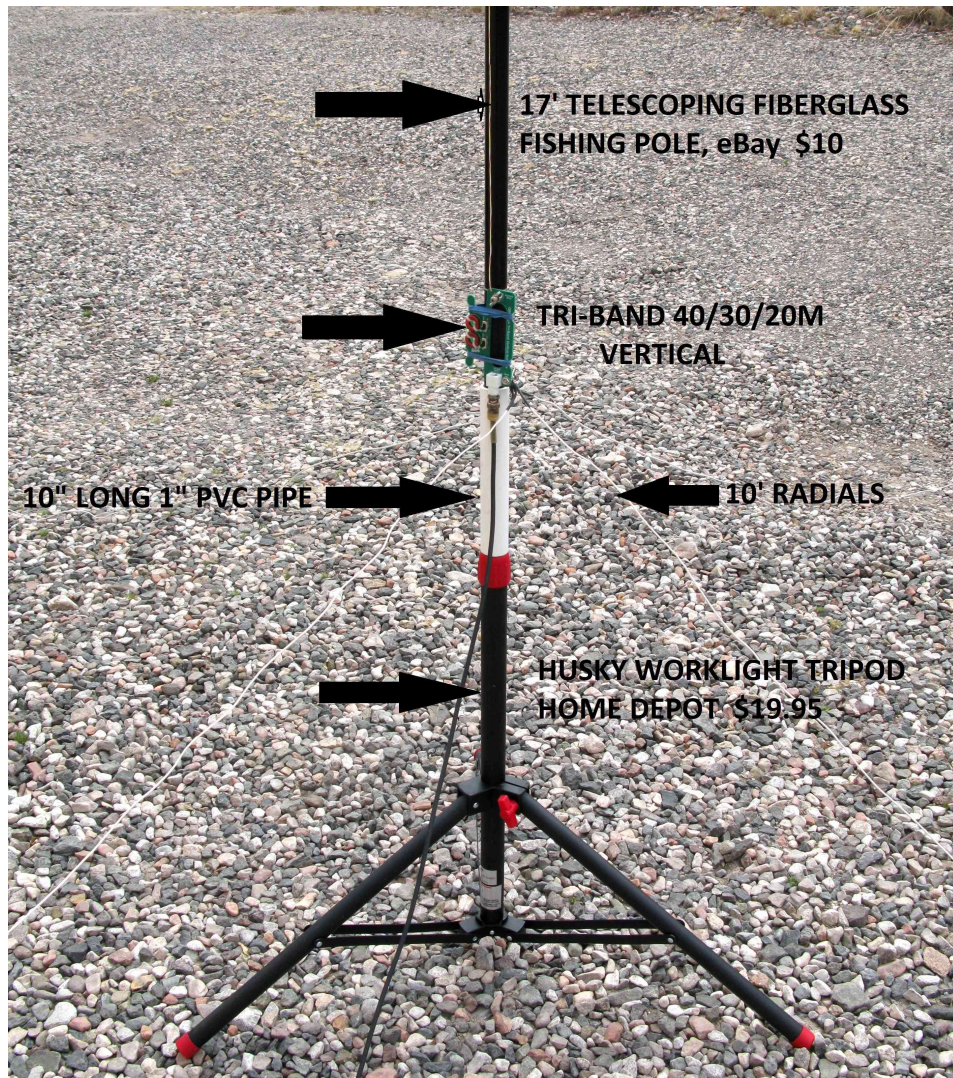 17' TELESCOPING FIBERGLASS
FISHING POLE, eBay  $10
TRI-BAND 40/30/20M
VERTICAL
10" LONG 1" PVC PIPE
10' RADIALS
HUSKY WORKLIGHT TRIPOD
HOME DEPOT  $19.95